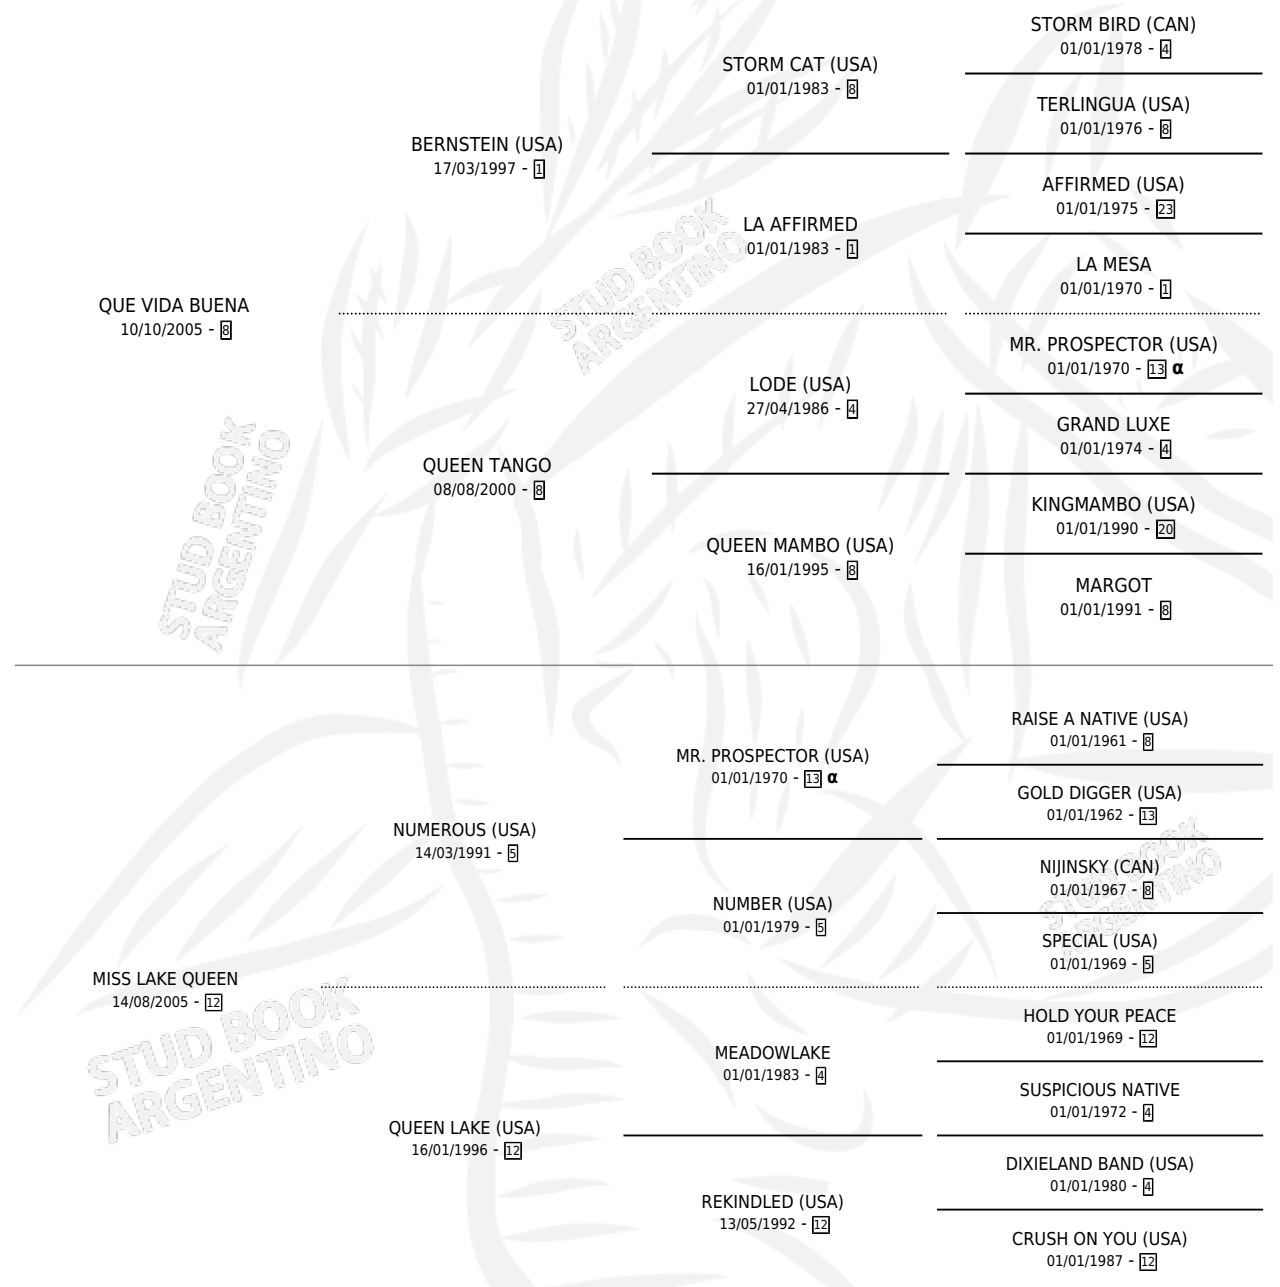 STORM BIRD (CAN)
01/01/1978 - 4
STORM CAT (USA)
01/01/1983 - 8
TERLINGUA (USA)
01/01/1976 - 8
BERNSTEIN (USA)
17/03/1997 - 1
AFFIRMED (USA)
01/01/1975 - 23
LA AFFIRMED
01/01/1983 - 1
LA MESA
01/01/1970 - 1
QUE VIDA BUENA
10/10/2005 - 8
MR. PROSPECTOR (USA)
01/01/1970 - 13 α
LODE (USA)
27/04/1986 - 4
GRAND LUXE
01/01/1974 - 4
QUEEN TANGO
08/08/2000 - 8
KINGMAMBO (USA)
01/01/1990 - 20
QUEEN MAMBO (USA)
16/01/1995 - 8
MARGOT
01/01/1991 - 8
STUD BOOK
ARGENTINO
STUD BOOK
ARGENTINO
RAISE A NATIVE (USA)
01/01/1961 - 8
MR. PROSPECTOR (USA)
01/01/1970 - 13 α
GOLD DIGGER (USA)
01/01/1962 - 13
NUMEROUS (USA)
14/03/1991 - 5
NIJINSKY (CAN)
01/01/1967 - 8
NUMBER (USA)
01/01/1979 - 5
SPECIAL (USA)
01/01/1969 - 5
MISS LAKE QUEEN
14/08/2005 - 12
HOLD YOUR PEACE
01/01/1969 - 12
MEADOWLAKE
01/01/1983 - 4
SUSPICIOUS NATIVE
01/01/1972 - 4
QUEEN LAKE (USA)
16/01/1996 - 12
DIXIELAND BAND (USA)
01/01/1980 - 4
REKINDLED (USA)
13/05/1992 - 12
CRUSH ON YOU (USA)
01/01/1987 - 12
STUD BOOK
ARGENTINO
STUD BOOK
ARGENTINO